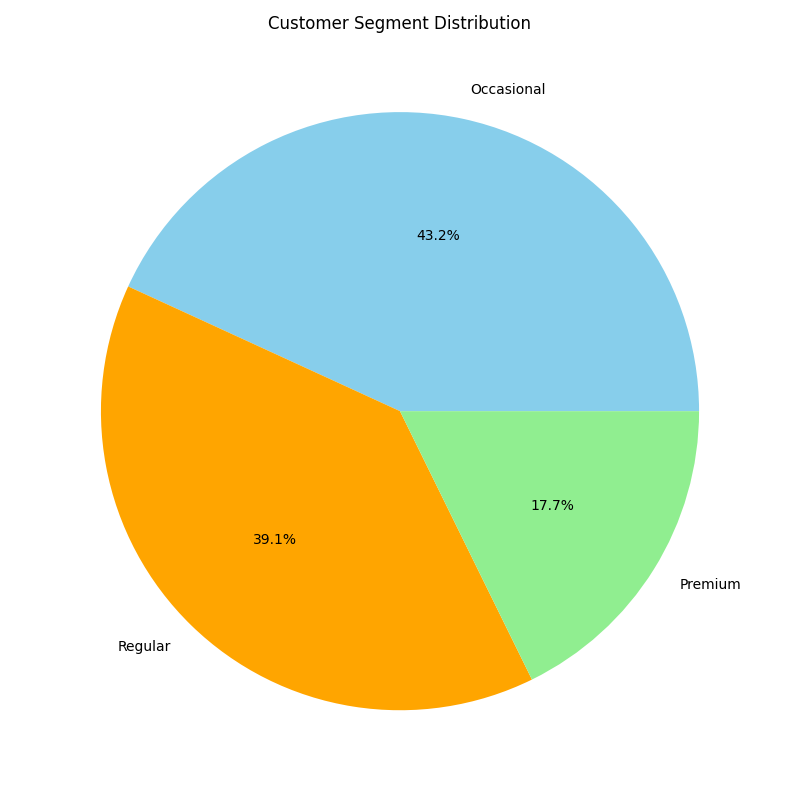 Customer Segment Distribution
Occasional
43.2%
39.1%
17.7%
Premium
Regular